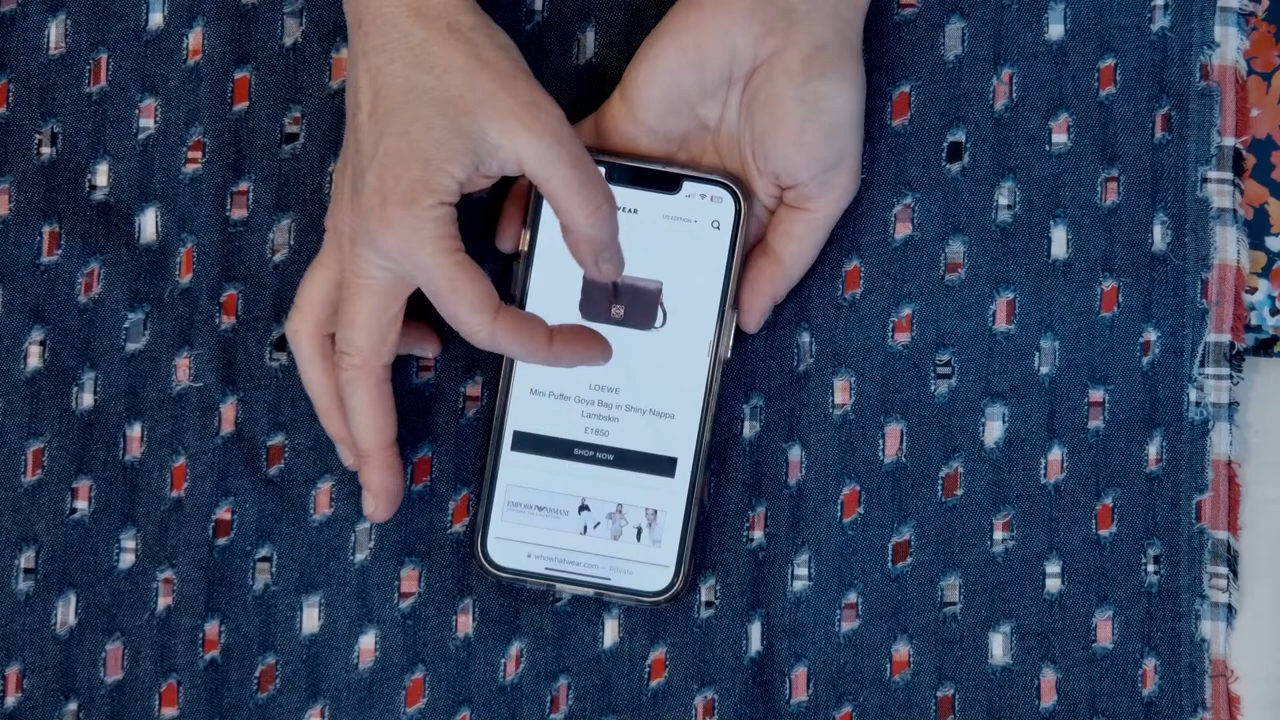 WEAR
US EDITION
LOEWE
Mini Puffer Goya Bag in Shiny Nappa
Lambskin
£1850
SHOP NOW
EMPORIO ARMANI
whowhatwear.com — Private